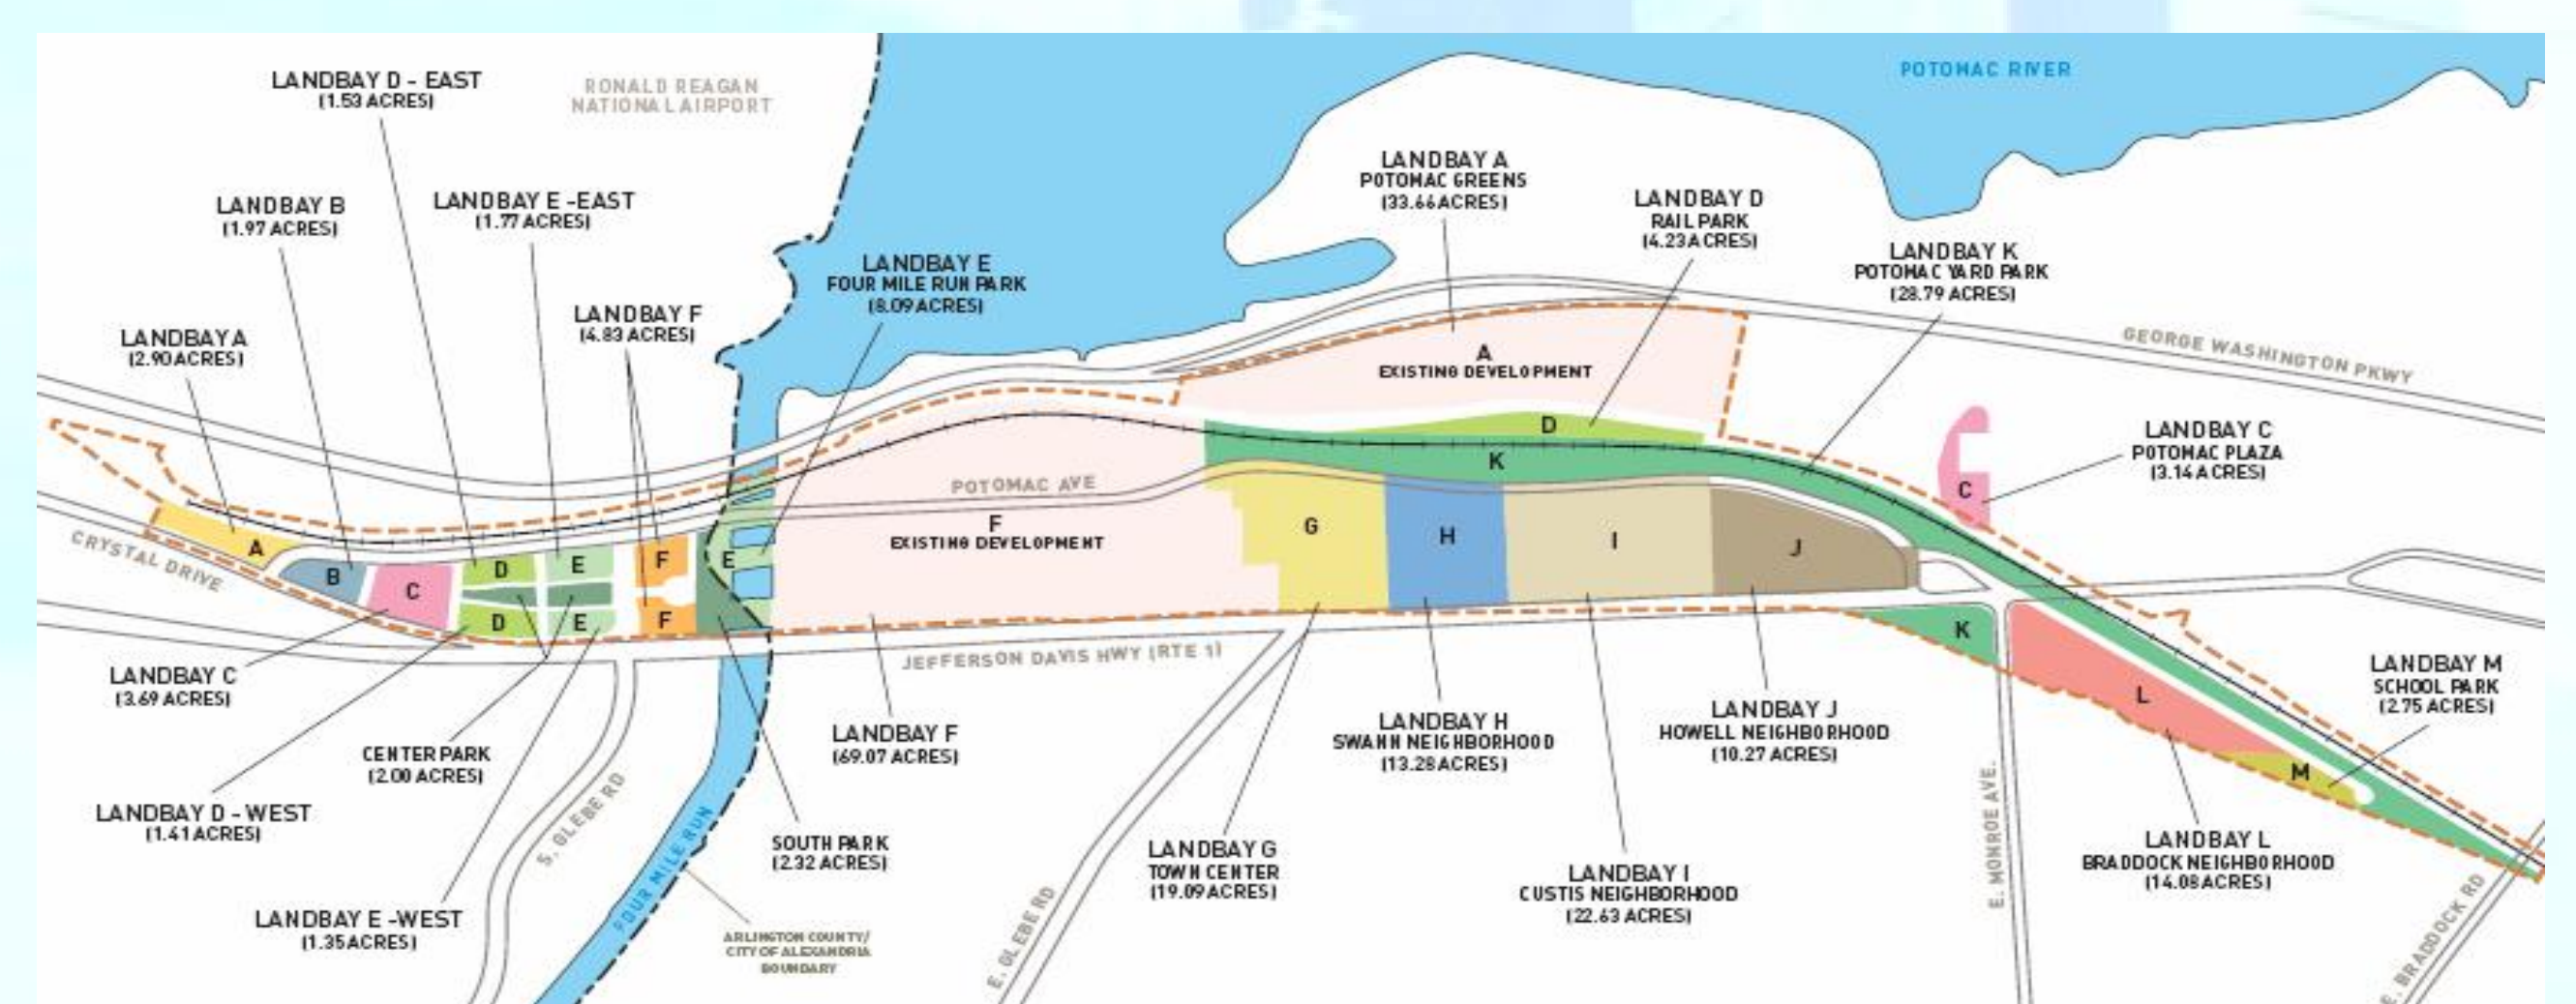 LANDBAY D - EAST
(1.53 ACRES)
RONALD REAGAN
NATIONAL AIRPORT
POTOMAC RIVER
LANDBAY B
(1.97 ACRES)
LANDBAY E -EAST
(1.77 ACRES)
LANDBAY A
POTOMAC GREENS
(33.66 ACRES)
LANDBAY D
RAIL PARK
(4.23 ACRES)
LANDBAY K
POTOMAC YARD PARK
(28.79 ACRES)
LANDBAY E
FOUR MILE RUN PARK
(8.09 ACRES)
LANDBAY F
(4.83 ACRES)
LANDBAY A
(2.90 ACRES)
GEORGE WASHINGTON PKWY
A
EXISTING DEVELOPMENT
D
K
LANDBAY C
POTOMAC PLAZA
(3.14 ACRES)
C
POTOMAC AVE
F
EXISTING DEVELOPMENT
CRYSTAL DRIVE
A
B
C
D
E
F
E
D
E
F
G
H
I
J
K
L
M
JEFFERSON DAVIS HWY (RTE 1)
LANDBAY C
(3.69 ACRES)
CENTER PARK
(2.00 ACRES)
LANDBAY D - WEST
(1.41 ACRES)
LANDBAY E -WEST
(1.35 ACRES)
S. GLEBE RD
FOUR MILE RUN
LANDBAY F
(69.07 ACRES)
SOUTH PARK
(2.32 ACRES)
ARLINGTON COUNTY/
CITY OF ALEXANDRIA
BOUNDARY
E. GLEBE RD
LANDBAY G
TOWN CENTER
(19.09 ACRES)
LANDBAY H
SWANN NEIGHBORHOOD
(13.28 ACRES)
LANDBAY I
CUSTIS NEIGHBORHOOD
(22.63 ACRES)
LANDBAY J
HOWELL NEIGHBORHOOD
(10.27 ACRES)
E. MONROE AVE.
LANDBAY L
BRADDOCK NEIGHBORHOOD
(14.08 ACRES)
LANDBAY M
SCHOOL PARK
(2.75 ACRES)
E. BRADDOCK RD